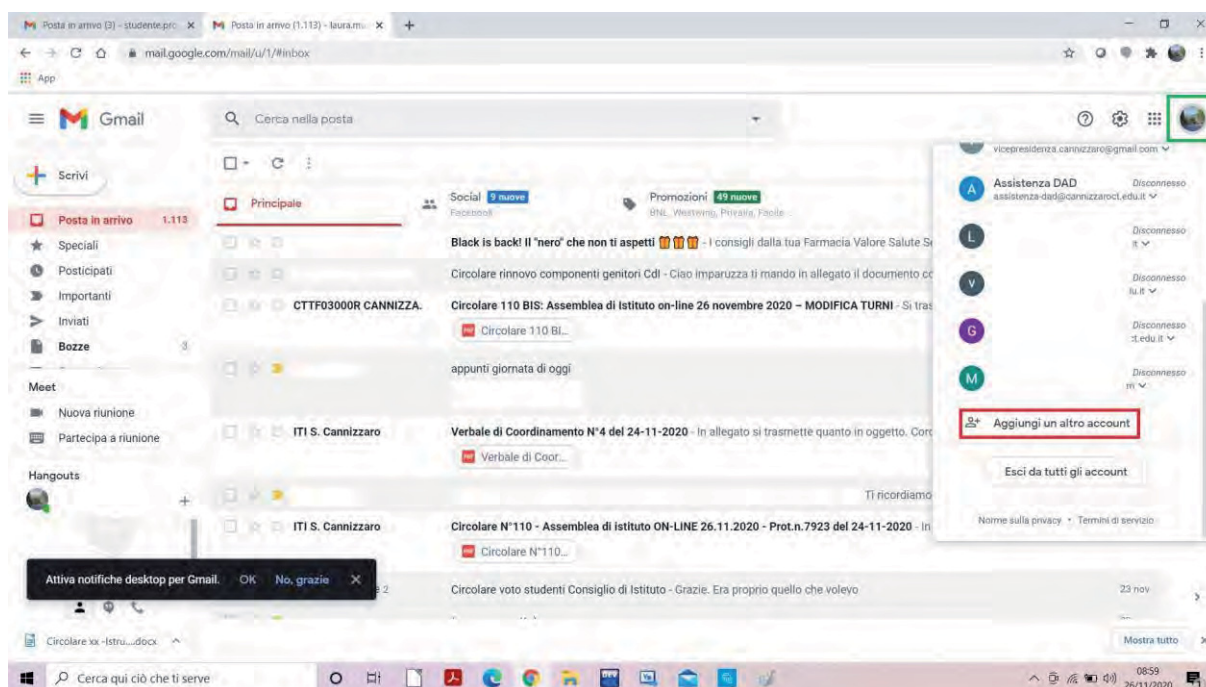 Posta in arrivo (3) - studente.pro
Posta in arrivo (1.113) - laura.m
mail.google.com/mail/u/1/#inbox
App
Gmail
Cerca nella posta
vicepresidenza.cannizzaro@gmail.com
Scrivi
Assistenza DAD Disconnesso
assistenza-dad@cannizzaroct.edu.it
Principale
Social 9 nuove
Facebook
Promozioni 49 nuove
BNL, Westwing, Privalia, Facile
Posta in arrivo 1.113
Speciali
Posticipati
Importanti
Inviati
Bozze 3
L Disconnesso
it
V Disconnesso
lu.it
G Disconnesso
:t.edu.it
M Disconnesso
m
Black is back! Il "nero" che non ti aspetti - I consigli dalla tua Farmacia Valore Salute
Circolare rinnovo componenti genitori CdI - Ciao imparuzza ti mando in allegato il documento
CTTF03000R CANNIZZA. Circolare 110 BIS: Assemblea di Istituto on-line 26 novembre 2020 – MODIFICA TURNI - Si tras
Circolare 110 BI...
appunti giornata di oggi
Meet
Nuova riunione
Partecipa a riunione
Aggiungi un altro account
ITI S. Cannizzaro Verbale di Coordinamento N°4 del 24-11-2020 - In allegato si trasmette quanto in oggetto.
Verbale di Coor...
Esci da tutti gli account
Hangouts
Ti ricordiamo
Norme sulla privacy • Termini di servizio
ITI S. Cannizzaro Circolare N°110 - Assemblea di istituto ON-LINE 26.11.2020 - Prot.n.7923 del 24-11-2020 - In
Circolare N°110...
Attiva notifiche desktop per Gmail. OK No, grazie
2 Circolare voto studenti Consiglio di Istituto - Grazie. Era proprio quello che volevo 23 nov
Circolare xx -Istru....docx
Mostra tutto
Cerca qui ciò che ti serve
08:59
26/11/2020